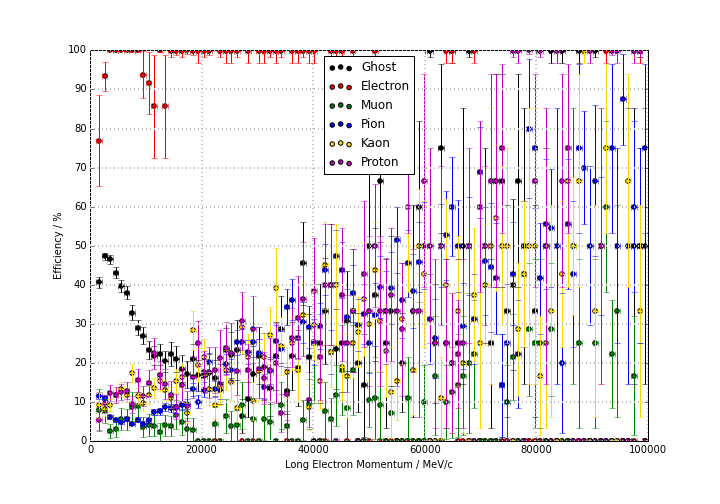 100
90
80
70
60
50
40
30
20
10
0
Efficiency / %
Ghost
Electron
Muon
Pion
Kaon
Proton
0 20000 40000 60000 80000 100000
Long Electron Momentum / MeV/c